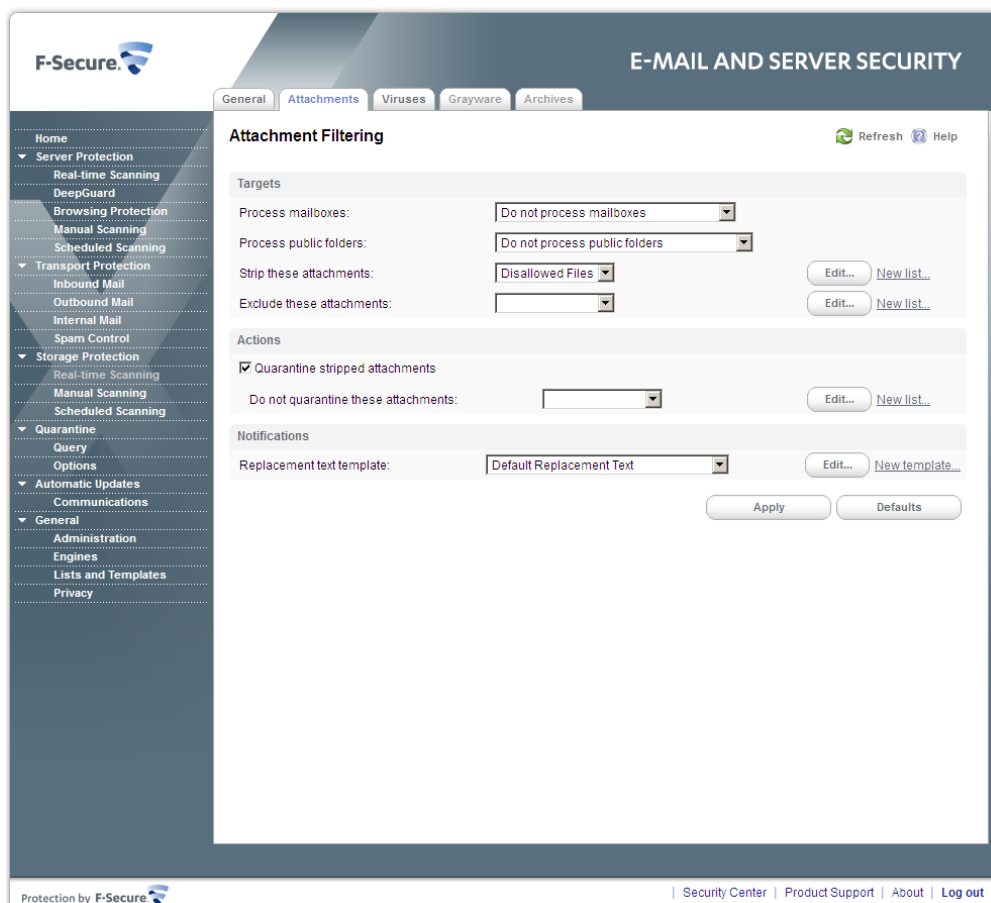 F-Secure.
E-MAIL AND SERVER SECURITY
General
Attachments
Viruses
Grayware
Archives
Home
Server Protection
Real-time Scanning
DeepGuard
Browsing Protection
Manual Scanning
Scheduled Scanning
Transport Protection
Inbound Mail
Outbound Mail
Internal Mail
Spam Control
Storage Protection
Real-time Scanning
Manual Scanning
Scheduled Scanning
Quarantine
Query
Options
Automatic Updates
Communications
General
Administration
Engines
Lists and Templates
Privacy
Attachment Filtering
Refresh
Help
Targets
Process mailboxes: Do not process mailboxes
Process public folders: Do not process public folders
Strip these attachments: Disallowed Files Edit... New list...
Exclude these attachments: Edit... New list...
Actions
Quarantine stripped attachments
Do not quarantine these attachments: Edit... New list...
Notifications
Replacement text template: Default Replacement Text Edit... New template...
Apply
Defaults
Protection by F-Secure.
| Security Center | Product Support | About | Log out